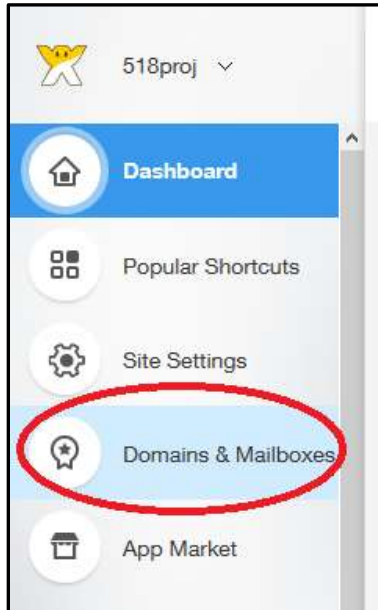 518proj
Dashboard
Popular Shortcuts
Site Settings
Domains & Mailboxes
App Market